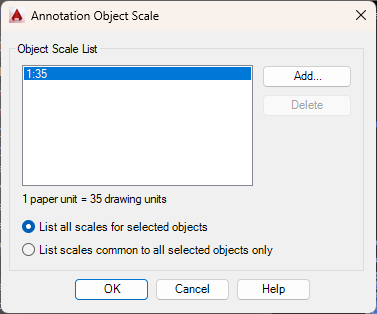 Annotation Object Scale
Object Scale List
1:35
Add...
Delete
1 paper unit = 35 drawing units
List all scales for selected objects
List scales common to all selected objects only
OK
Cancel
Help